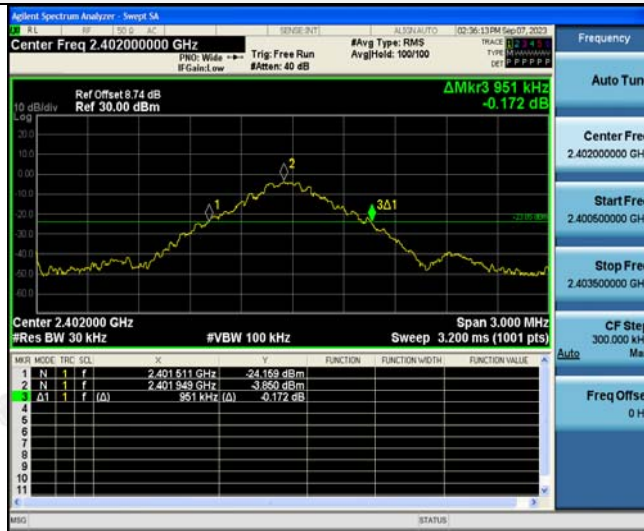 Agilent Spectrum Analyzer - Swept SA
RL RF 50 Ω AC SENSE:INT ALIGNAUTO 02:36:13 PM Sep 07, 2023
Center Freq 2.402000000 GHz
PNO: Wide
IFGain:Low
Trig: Free Run
#Atten: 40 dB
#Avg Type: RMS
Avg|Hold: 100/100
TRACE 1 2 3 4 5 6
TYPE
DET P P P P P P
ΔMkr3 951 kHz
-0.172 dB
Ref Offset 8.74 dB
10 dB/div Ref 30.00 dBm
Log
20.0
10.0
0.00
-10.0
-20.0
-30.0
-40.0
-50.0
-60.0
1
2
3Δ1
Center 2.402000 GHz Span 3.000 MHz
#Res BW 30 kHz #VBW 100 kHz Sweep 3.200 ms (1001 pts)
MKR MODE TRC SCL X Y FUNCTION FUNCTION WIDTH FUNCTION VALUE
1 N 1 f 2.401 511 GHz -24.159 dBm
2 N 1 f 2.401 949 GHz -3.850 dBm
3 Δ1 1 f (Δ) 951 kHz (Δ) -0.172 dB
4
5
6
7
8
9
10
11
MSG STATUS
Frequency
Auto Tun
Center Fre
2.402000000 GH
Start Fre
2.400500000 GH
Stop Fre
2.403500000 GH
CF Ste
300.000 kH
Auto Ma
Freq Offse
0 H